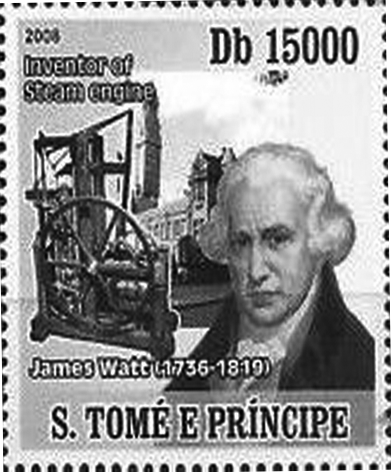 2008
Db 15000
Inventor of
Steam engine
James Watt (1736-1819)
S. TOMÉ E PRÍNCIPE